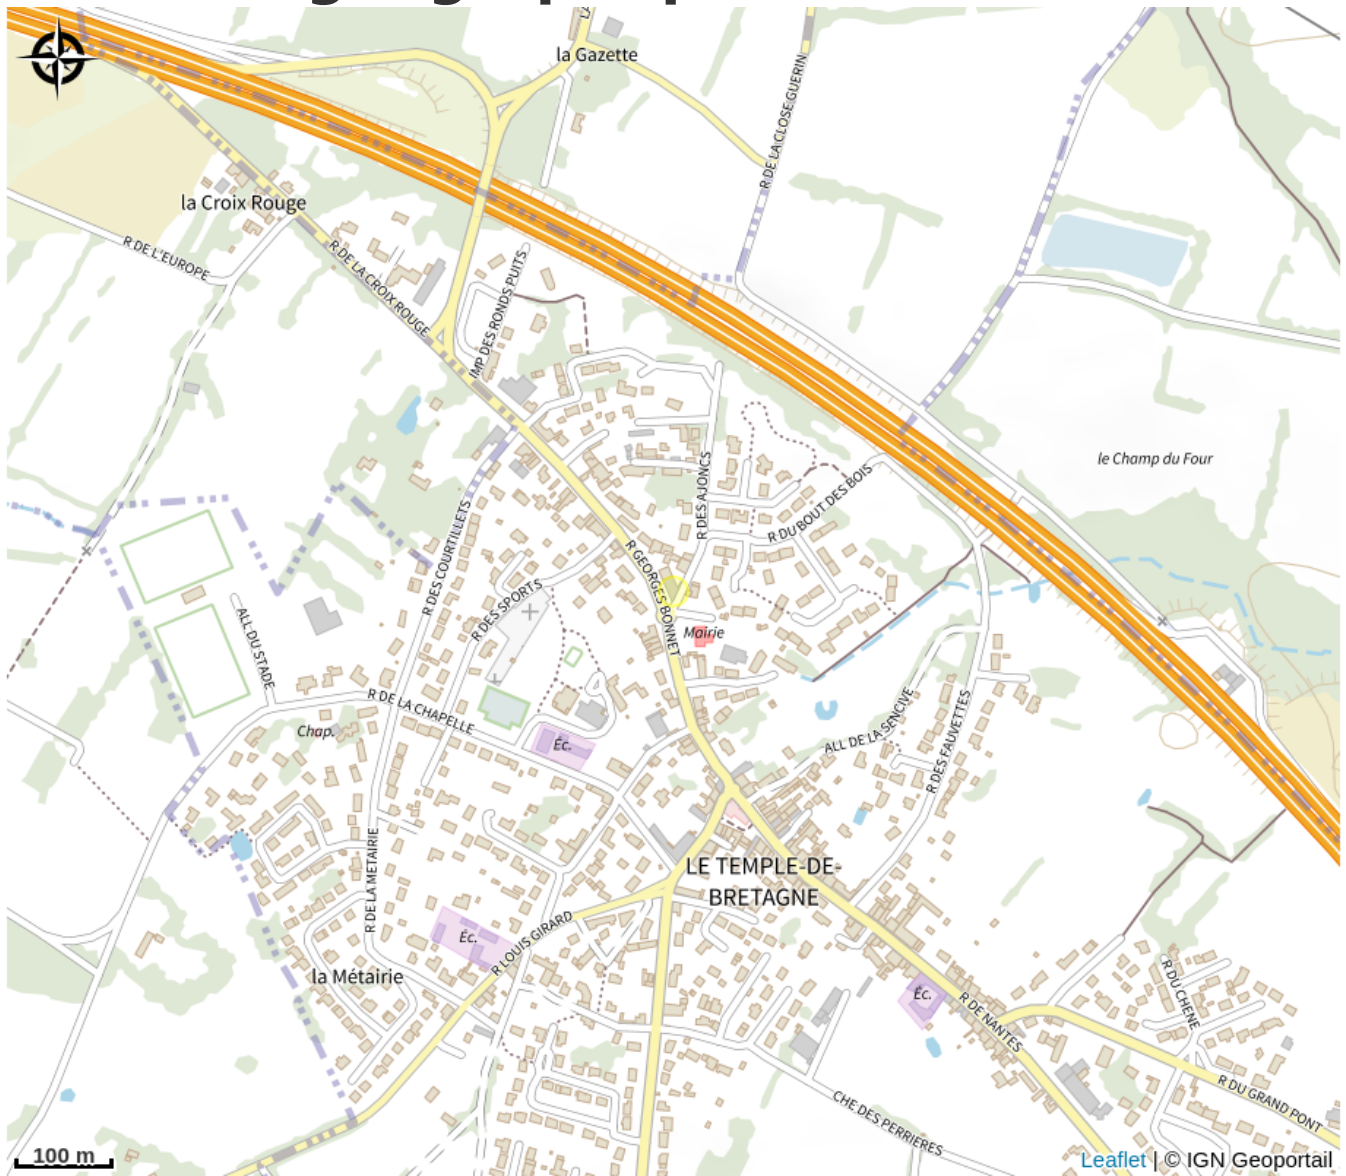 la Gazette
R DE LA CLOSE GUERIN
la Croix Rouge
R DE L'EUROPE
R DE LA CROIX ROUGE
IMP DES RONDS PUITS
le Champ du Four
R DES AJONCS
R DU BOUT DES BOIS
R DES COURTILLETS
R GEORGES BONNET
R DES SPORTS
ALL DU STADE
Mairie
R DE LA CHAPELLE
Chap.
Éc.
ALL DE LA SENCIVE
R DES FAUVETTES
R DE LA METAIRIE
LE TEMPLE-DE-
BRETAGNE
Éc.
R LOUIS GIRARD
la Métairie
Éc.
R DE NANTES
R DU CHENE
R DU GRAND PONT
CHE DES PERRIERES
100 m
Leaflet | © IGN Geoportail